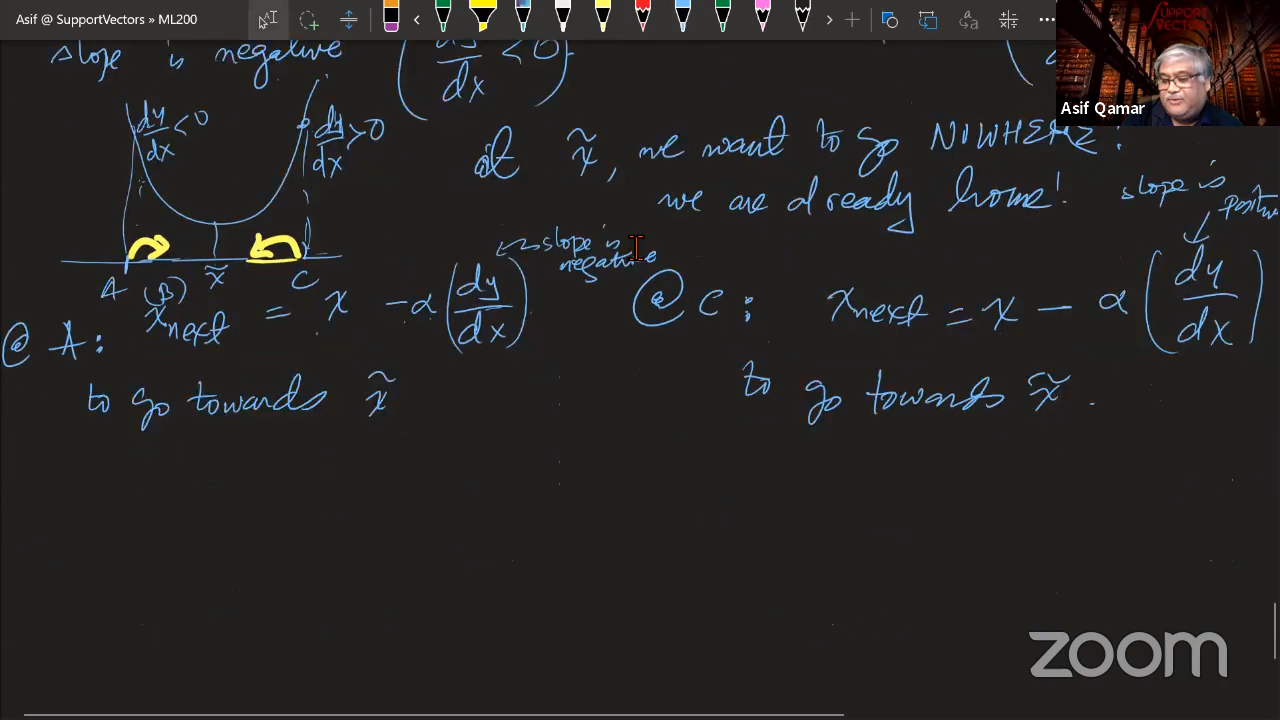 Asif @ SupportVectors » ML200
SUPPORT
VECTORS
Asif Qamar
slope is negative (dy/dx < 0)
dy/dx < 0
dy/dx > 0
at x̃, we want to go NOWHERE!
we are already home!
slope is positive
slope is
negative
A (B) x̃ C
@ A: x_next = x - α (dy/dx)
to go towards x̃
@ C: x_next = x - α (dy/dx)
to go towards x̃.
zoom